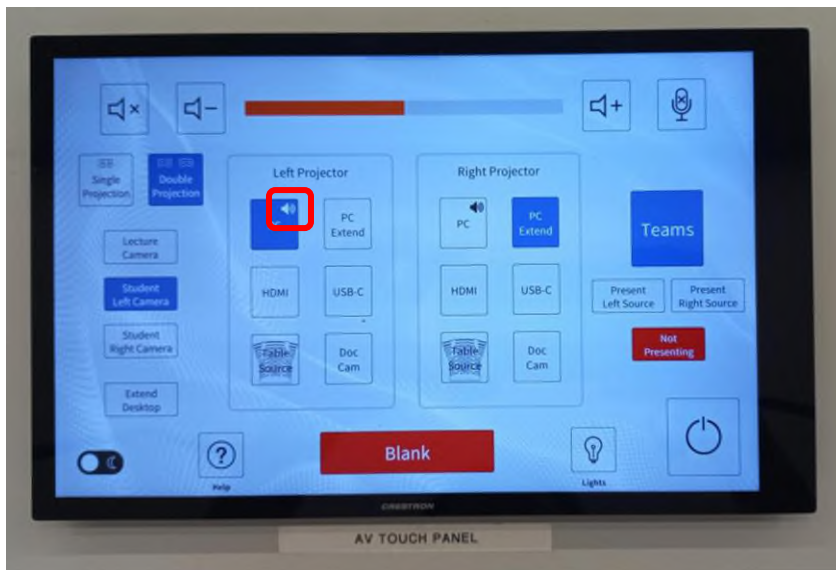 Single
Projection
Double
Projection
Left Projector
Right Projector
PC
Extend
PC
PC
Extend
Teams
Lecture
Camera
Student
Left Camera
HDMI
USB-C
HDMI
USB-C
Present
Left Source
Present
Right Source
Student
Right Camera
Table
Source
Doc
Cam
Table
Source
Doc
Cam
Not
Presenting
Extend
Desktop
Blank
Help
Lights
CRESTRON
AV TOUCH PANEL